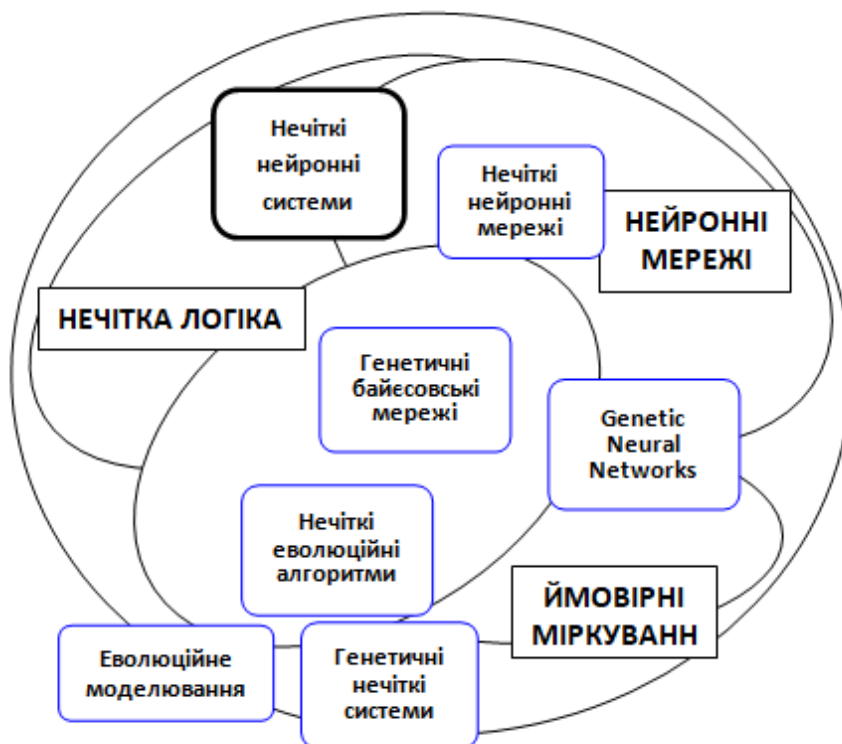 Нечіткі
нейронні
системи
Нечіткі
нейронні
мережі
НЕЙРОННІ
МЕРЕЖІ
НЕЧІТКА ЛОГІКА
Генетичні
байєсовські
мережі
Genetic
Neural
Networks
Нечіткі
еволюційні
алгоритми
ЙМОВІРНІ
МІРКУВАНН
Еволюційне
моделювання
Генетичні
нечіткі
системи